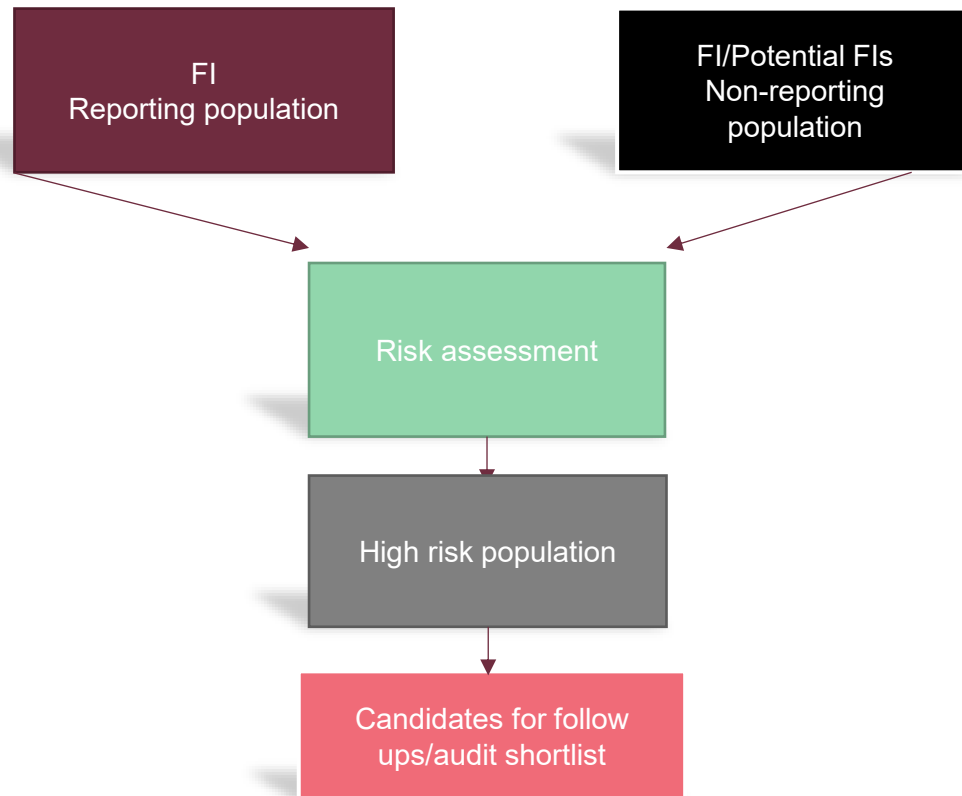 FI
Reporting population
FI/Potential FIs
Non-reporting
population
Risk assessment
High risk population
Candidates for follow
ups/audit shortlist